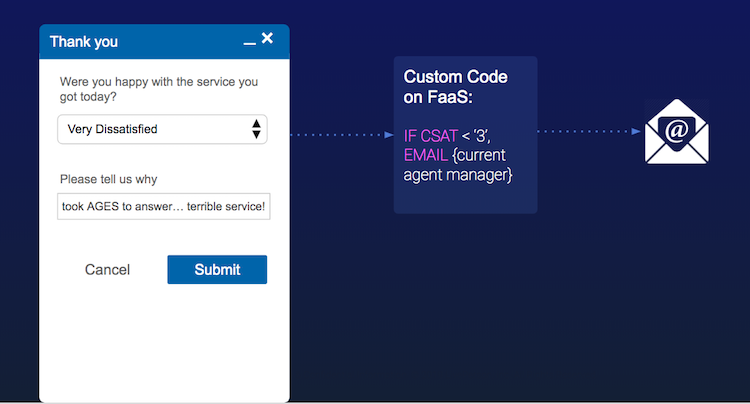 Thank you
Were you happy with the service you
got today?
Very Dissatisfied
Please tell us why
took AGES to answer… terrible service!
Cancel
Submit
Custom Code
on FaaS:
IF CSAT < ‘3’,
EMAIL {current
agent manager}
@